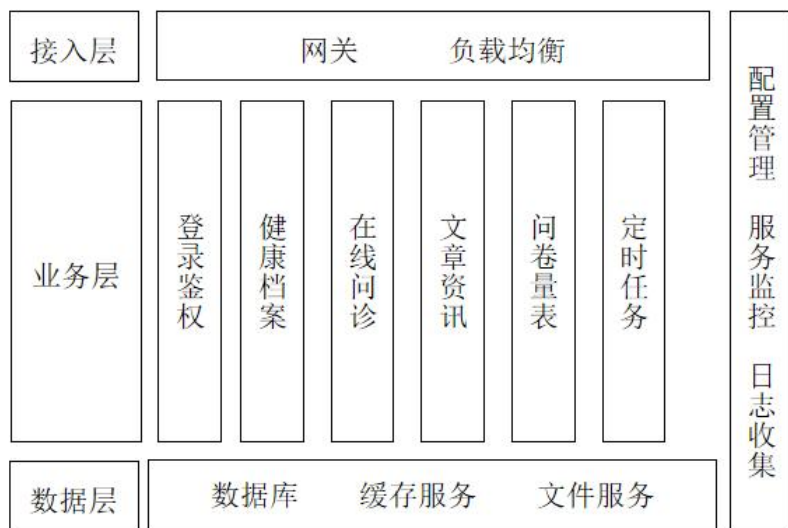 接入层
网关 负载均衡
业务层
登录鉴权
健康档案
在线问诊
文章资讯
问卷量表
定时任务
数据层
数据库 缓存服务 文件服务
配置管理 服务监控 日志收集